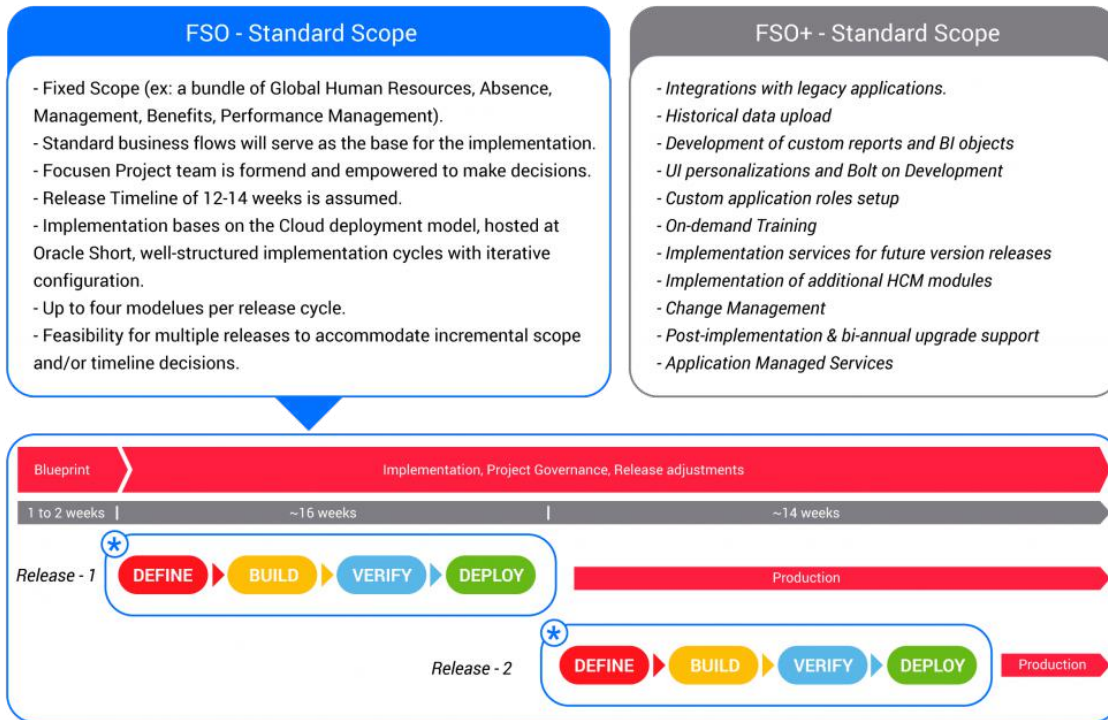 FSO - Standard Scope
- Fixed Scope (ex: a bundle of Global Human Resources, Absence,
Management, Benefits, Performance Management).
- Standard business flows will serve as the base for the implementation.
- Focusen Project team is formend and empowered to make decisions.
- Release Timeline of 12-14 weeks is assumed.
- Implementation bases on the Cloud deployment model, hosted at
Oracle Short, well-structured implementation cycles with iterative
configuration.
- Up to four modelues per release cycle.
- Feasibility for multiple releases to accommodate incremental scope
and/or timeline decisions.
FSO+ - Standard Scope
- Integrations with legacy applications.
- Historical data upload
- Development of custom reports and BI objects
- UI personalizations and Bolt on Development
- Custom application roles setup
- On-demand Training
- Implementation services for future version releases
- Implementation of additional HCM modules
- Change Management
- Post-implementation & bi-annual upgrade support
- Application Managed Services
Blueprint
Implementation, Project Governance, Release adjustments
1 to 2 weeks
~16 weeks
~14 weeks
*
Release - 1
DEFINE
BUILD
VERIFY
DEPLOY
Production
*
Release - 2
DEFINE
BUILD
VERIFY
DEPLOY
Production